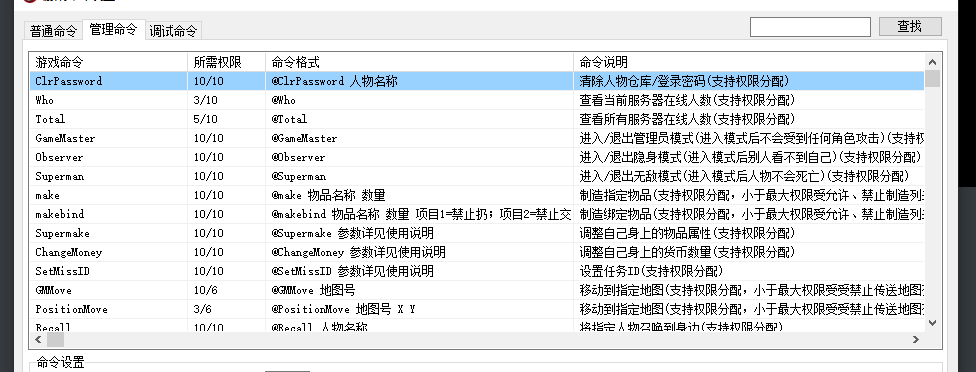 普通命令 管理命令 调试命令 查找
游戏命令 所需权限 命令格式 命令说明
ClrPassword 10/10 @ClrPassword 人物名称 清除人物仓库/登录密码(支持权限分配)
Who 3/10 @Who 查看当前服务器在线人数(支持权限分配)
Total 5/10 @Total 查看所有服务器在线人数(支持权限分配)
GameMaster 10/10 @GameMaster 进入/退出管理员模式(进入模式后不会受到任何角色攻击)(支持权
Observer 10/10 @Observer 进入/退出隐身模式(进入模式后别人看不到自己)(支持权限分配)
Superman 10/10 @Superman 进入/退出无敌模式(进入模式后人物不会死亡)(支持权限分配)
make 10/10 @make 物品名称 数量 制造指定物品(支持权限分配，小于最大权限受允许、禁止制造列
makebind 10/10 @makebind 物品名称 数量 项目1=禁止扔；项目2=禁止交 制造绑定物品(支持权限分配，小于最大权限受允许、禁止制造列
Supermake 10/10 @Supermake 参数详见使用说明 调整自己身上的物品属性(支持权限分配)
ChangeMoney 10/10 @ChangeMoney 参数详见使用说明 调整自己身上的货币数量(支持权限分配)
SetMissID 10/10 @SetMissID 参数详见使用说明 设置任务ID(支持权限分配)
GMMove 10/6 @GMMove 地图号 移动到指定地图(支持权限分配，小于最大权限受受禁止传送地图
PositionMove 3/6 @PositionMove 地图号 X Y 移动到指定地图(支持权限分配，小于最大权限受受禁止传送地图
Recall 10/10 @Recall 人物名称 将指定人物召唤到身边(支持权限分配)
命令设置